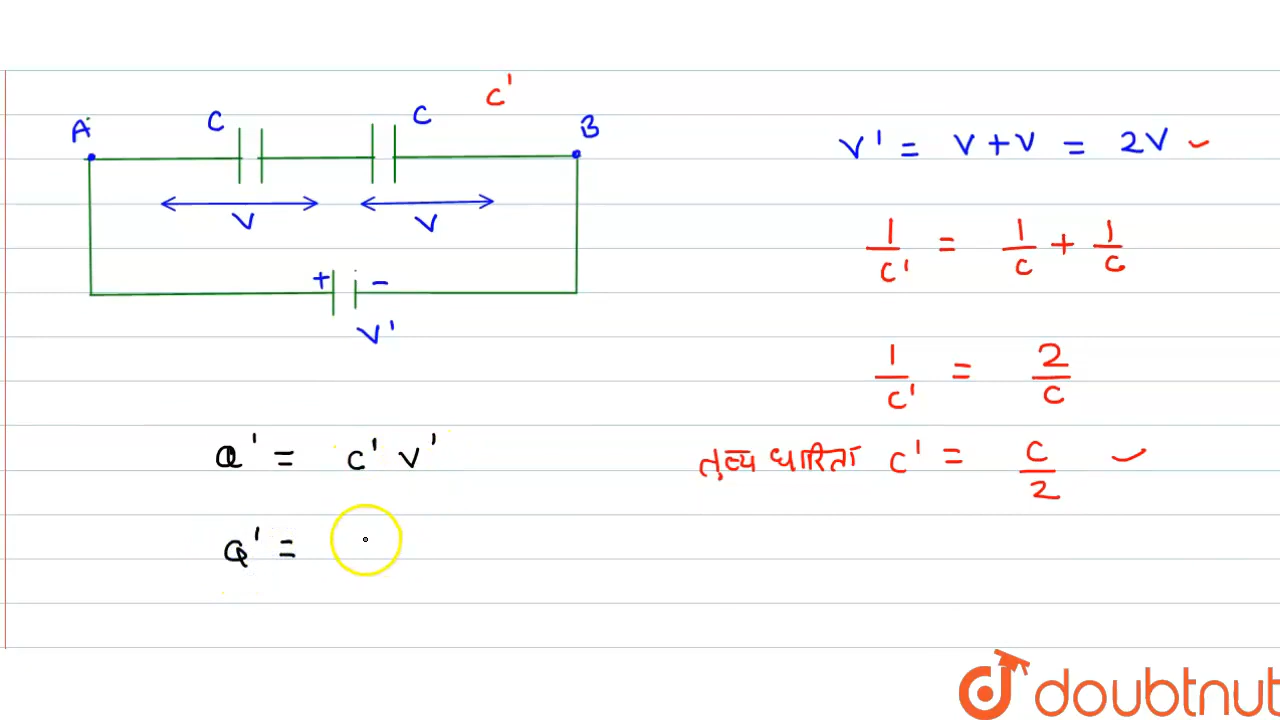 C'
A C C B
V V
+ -
V'
V' = V + V = 2V
1/C' = 1/C + 1/C
1/C' = 2/C
तुल्य धारिता C' = C/2
Q' = C' V'
Q' =
doubtnut